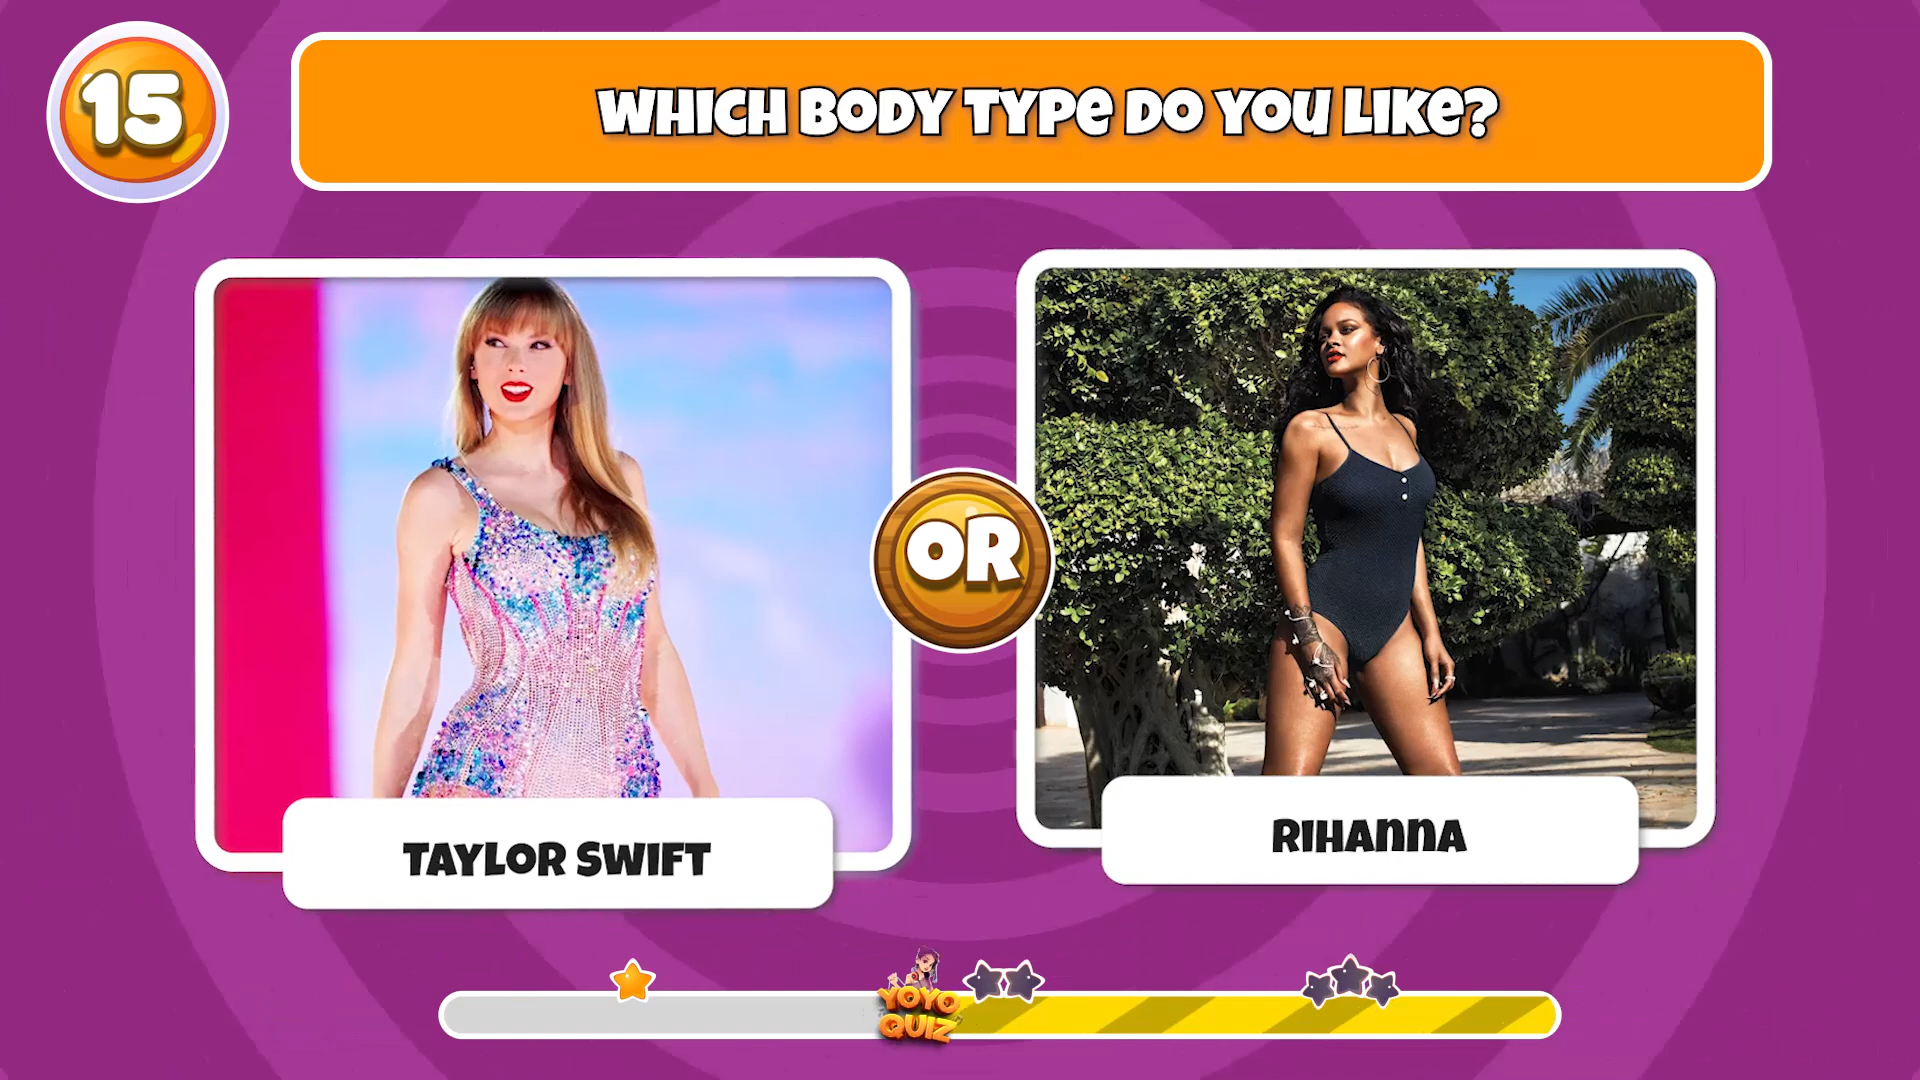 15
WHICH BODY TYPE DO YOU LIKE?
OR
TAYLOR SWIFT
RIHANNA
YOYO
QUIZ